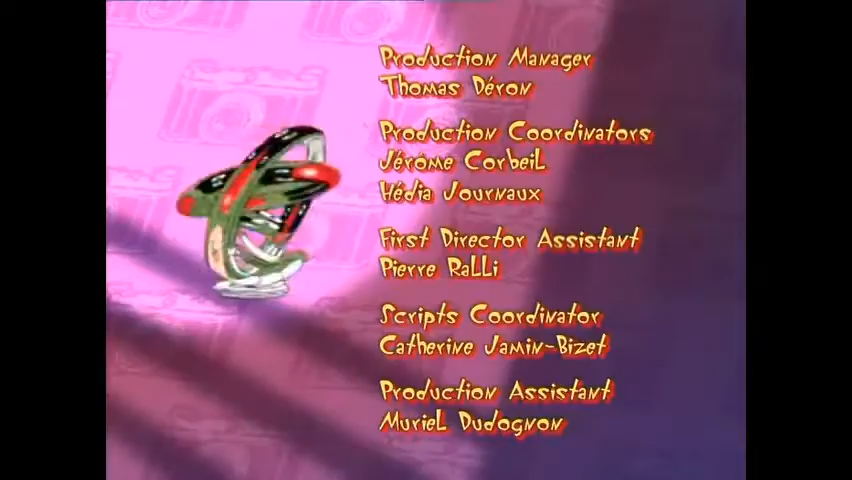 Production Manager
Thomas Déron
Production Coordinators
Jérôme Corbeil
Hédia Journaux
First Director Assistant
Pierre Ralli
Scripts Coordinator
Catherine Jamin-Bizet
Production Assistant
Muriel Dudognon